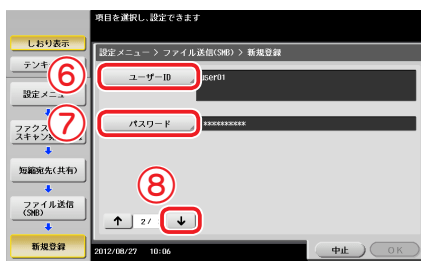 項目を選択し、設定できます
しおり表示
設定メニュー > ファイル送信(SMB) > 新規登録
テンキ
⑥
ユーザーID
user01
設定メニ
⑦
パスワード
**********
ファクス
スキャン
⑧
短縮宛先(共有)
ファイル送信
(SMB)
↑ 2/ ↓
新規登録
2012/08/27 10:06
中止
OK